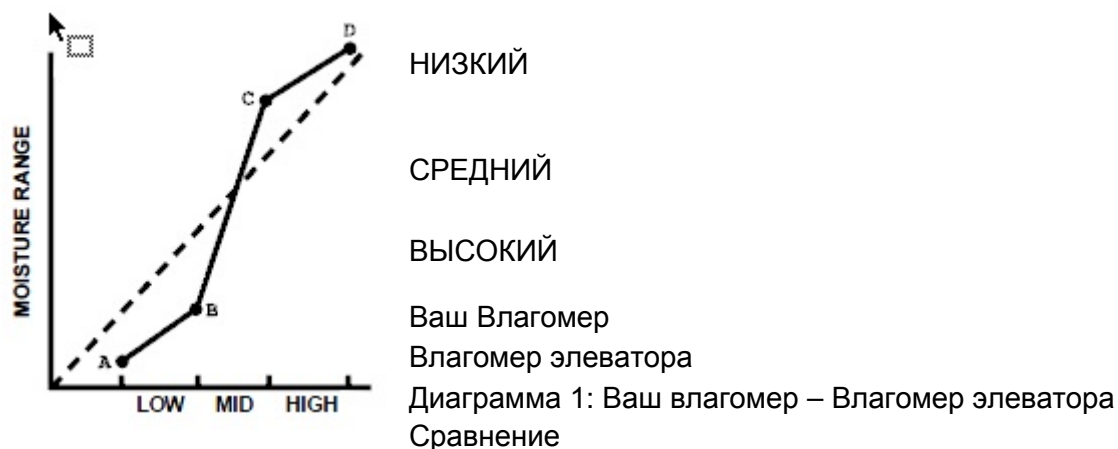 D
C
B
A
MOISTURE RANGE
LOW MID HIGH
НИЗКИЙ
СРЕДНИЙ
ВЫСОКИЙ
Ваш Влагомер
Влагомер элеватора
Диаграмма 1: Ваш влагомер – Влагомер элеватора
Сравнение